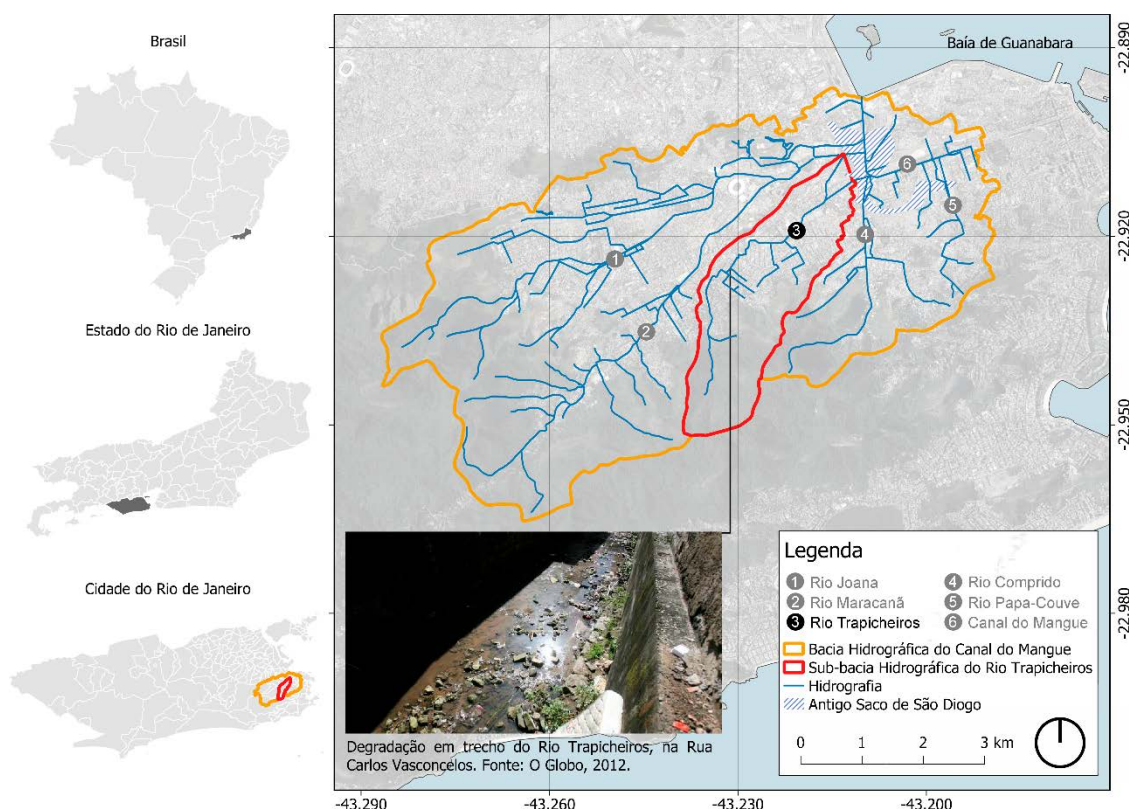 Brasil
Estado do Rio de Janeiro
Cidade do Rio de Janeiro
Baía de Guanabara
-22.890
-22.920
-22.950
-22.980
1
2
3
4
5
6
Degradação em trecho do Rio Trapicheiros, na Rua
Carlos Vasconcelos. Fonte: O Globo, 2012.
Legenda
1 Rio Joana
2 Rio Maracanã
3 Rio Trapicheiros
4 Rio Comprido
5 Rio Papa-Couve
6 Canal do Mangue
Bacia Hidrográfica do Canal do Mangue
Sub-bacia Hidrográfica do Rio Trapicheiros
Hidrografia
Antigo Saco de São Diogo
0 1 2 3 km
-43.290 -43.260 -43.230 -43.200